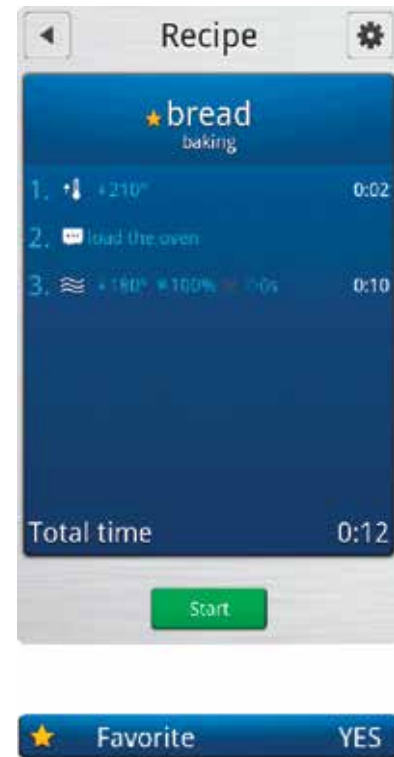 Recipe
bread
baking
1. +210° 0:02
2. load the oven
3. +180° 100% 0:10
Total time 0:12
Start
Favorite YES